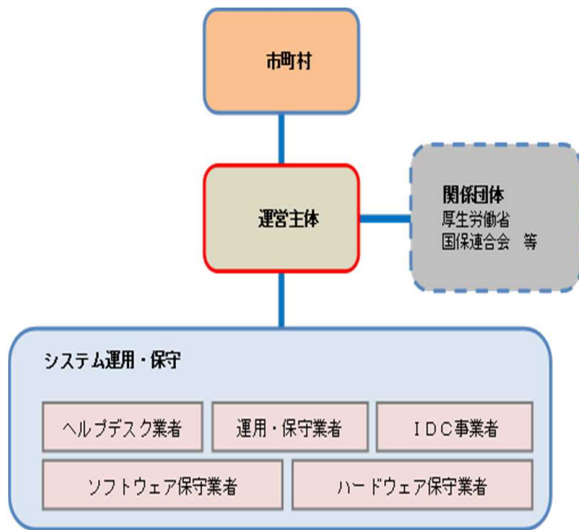 市町村
運営主体
関係団体
厚生労働省
国保連合会 等
システム運用・保守
ヘルプデスク業者
運用・保守業者
ＩＤＣ事業者
ソフトウェア保守業者
ハードウェア保守業者